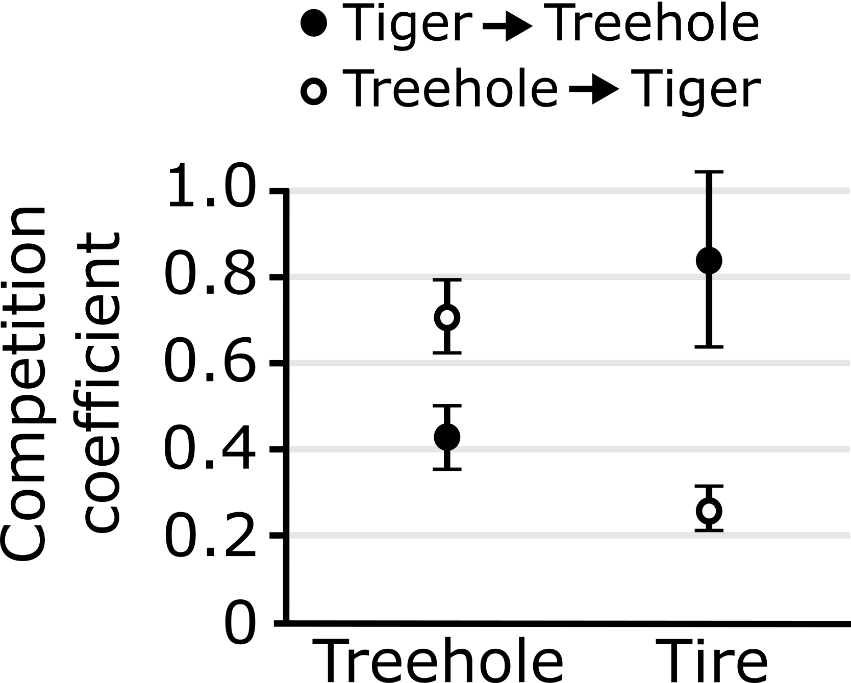 Tiger → Treehole
Treehole → Tiger
Competition
coefficient
1.0
0.8
0.6
0.4
0.2
0
Treehole Tire